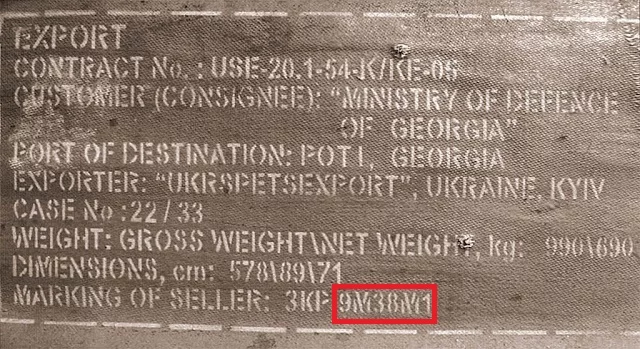 EXPORT
CONTRACT No. : USE-20.1-54-K/KE-05
CUSTOMER (CONSIGNEE): “MINISTRY OF DEFENCE
OF GEORGIA”
PORT OF DESTINATION: POTI, GEORGIA
EXPORTER: “UKRSPETSEXPORT”, UKRAINE, KYIV
CASE No : 22 / 33
WEIGHT: GROSS WEIGHT\NET WEIGHT, kg: 990\690
DIMENSIONS, cm: 578\89\71
MARKING OF SELLER: 3KP 9M38M1